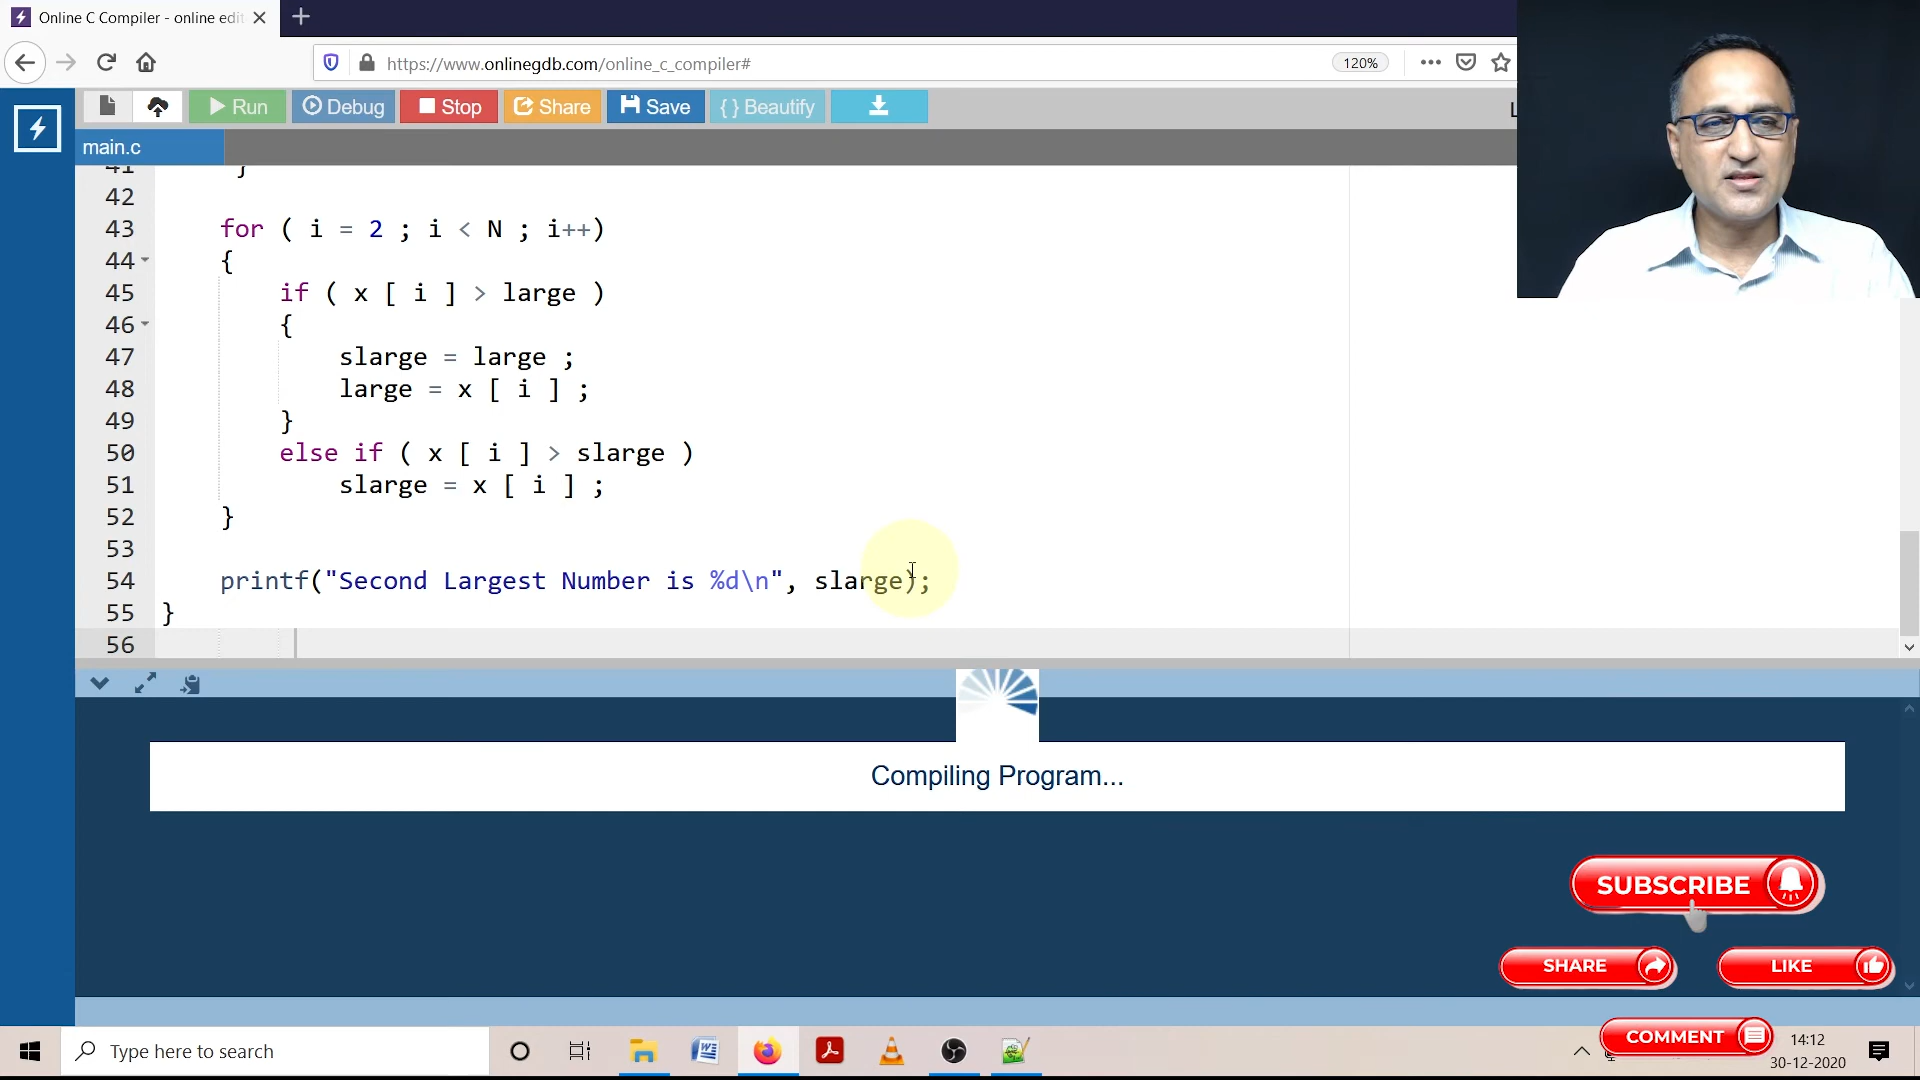 Online C Compiler - online edit
https://www.onlinegdb.com/online_c_compiler#
120%
Run
Debug
Stop
Share
Save
{ } Beautify
main.c
41 }
42
43 for ( i = 2 ; i < N ; i++)
44 {
45 if ( x [ i ] > large )
46 {
47 slarge = large ;
48 large = x [ i ] ;
49 }
50 else if ( x [ i ] > slarge )
51 slarge = x [ i ] ;
52 }
53
54 printf("Second Largest Number is %d\n", slarge);
55 }
56
Compiling Program...
SUBSCRIBE
SHARE
LIKE
COMMENT
Type here to search
14:12
30-12-2020